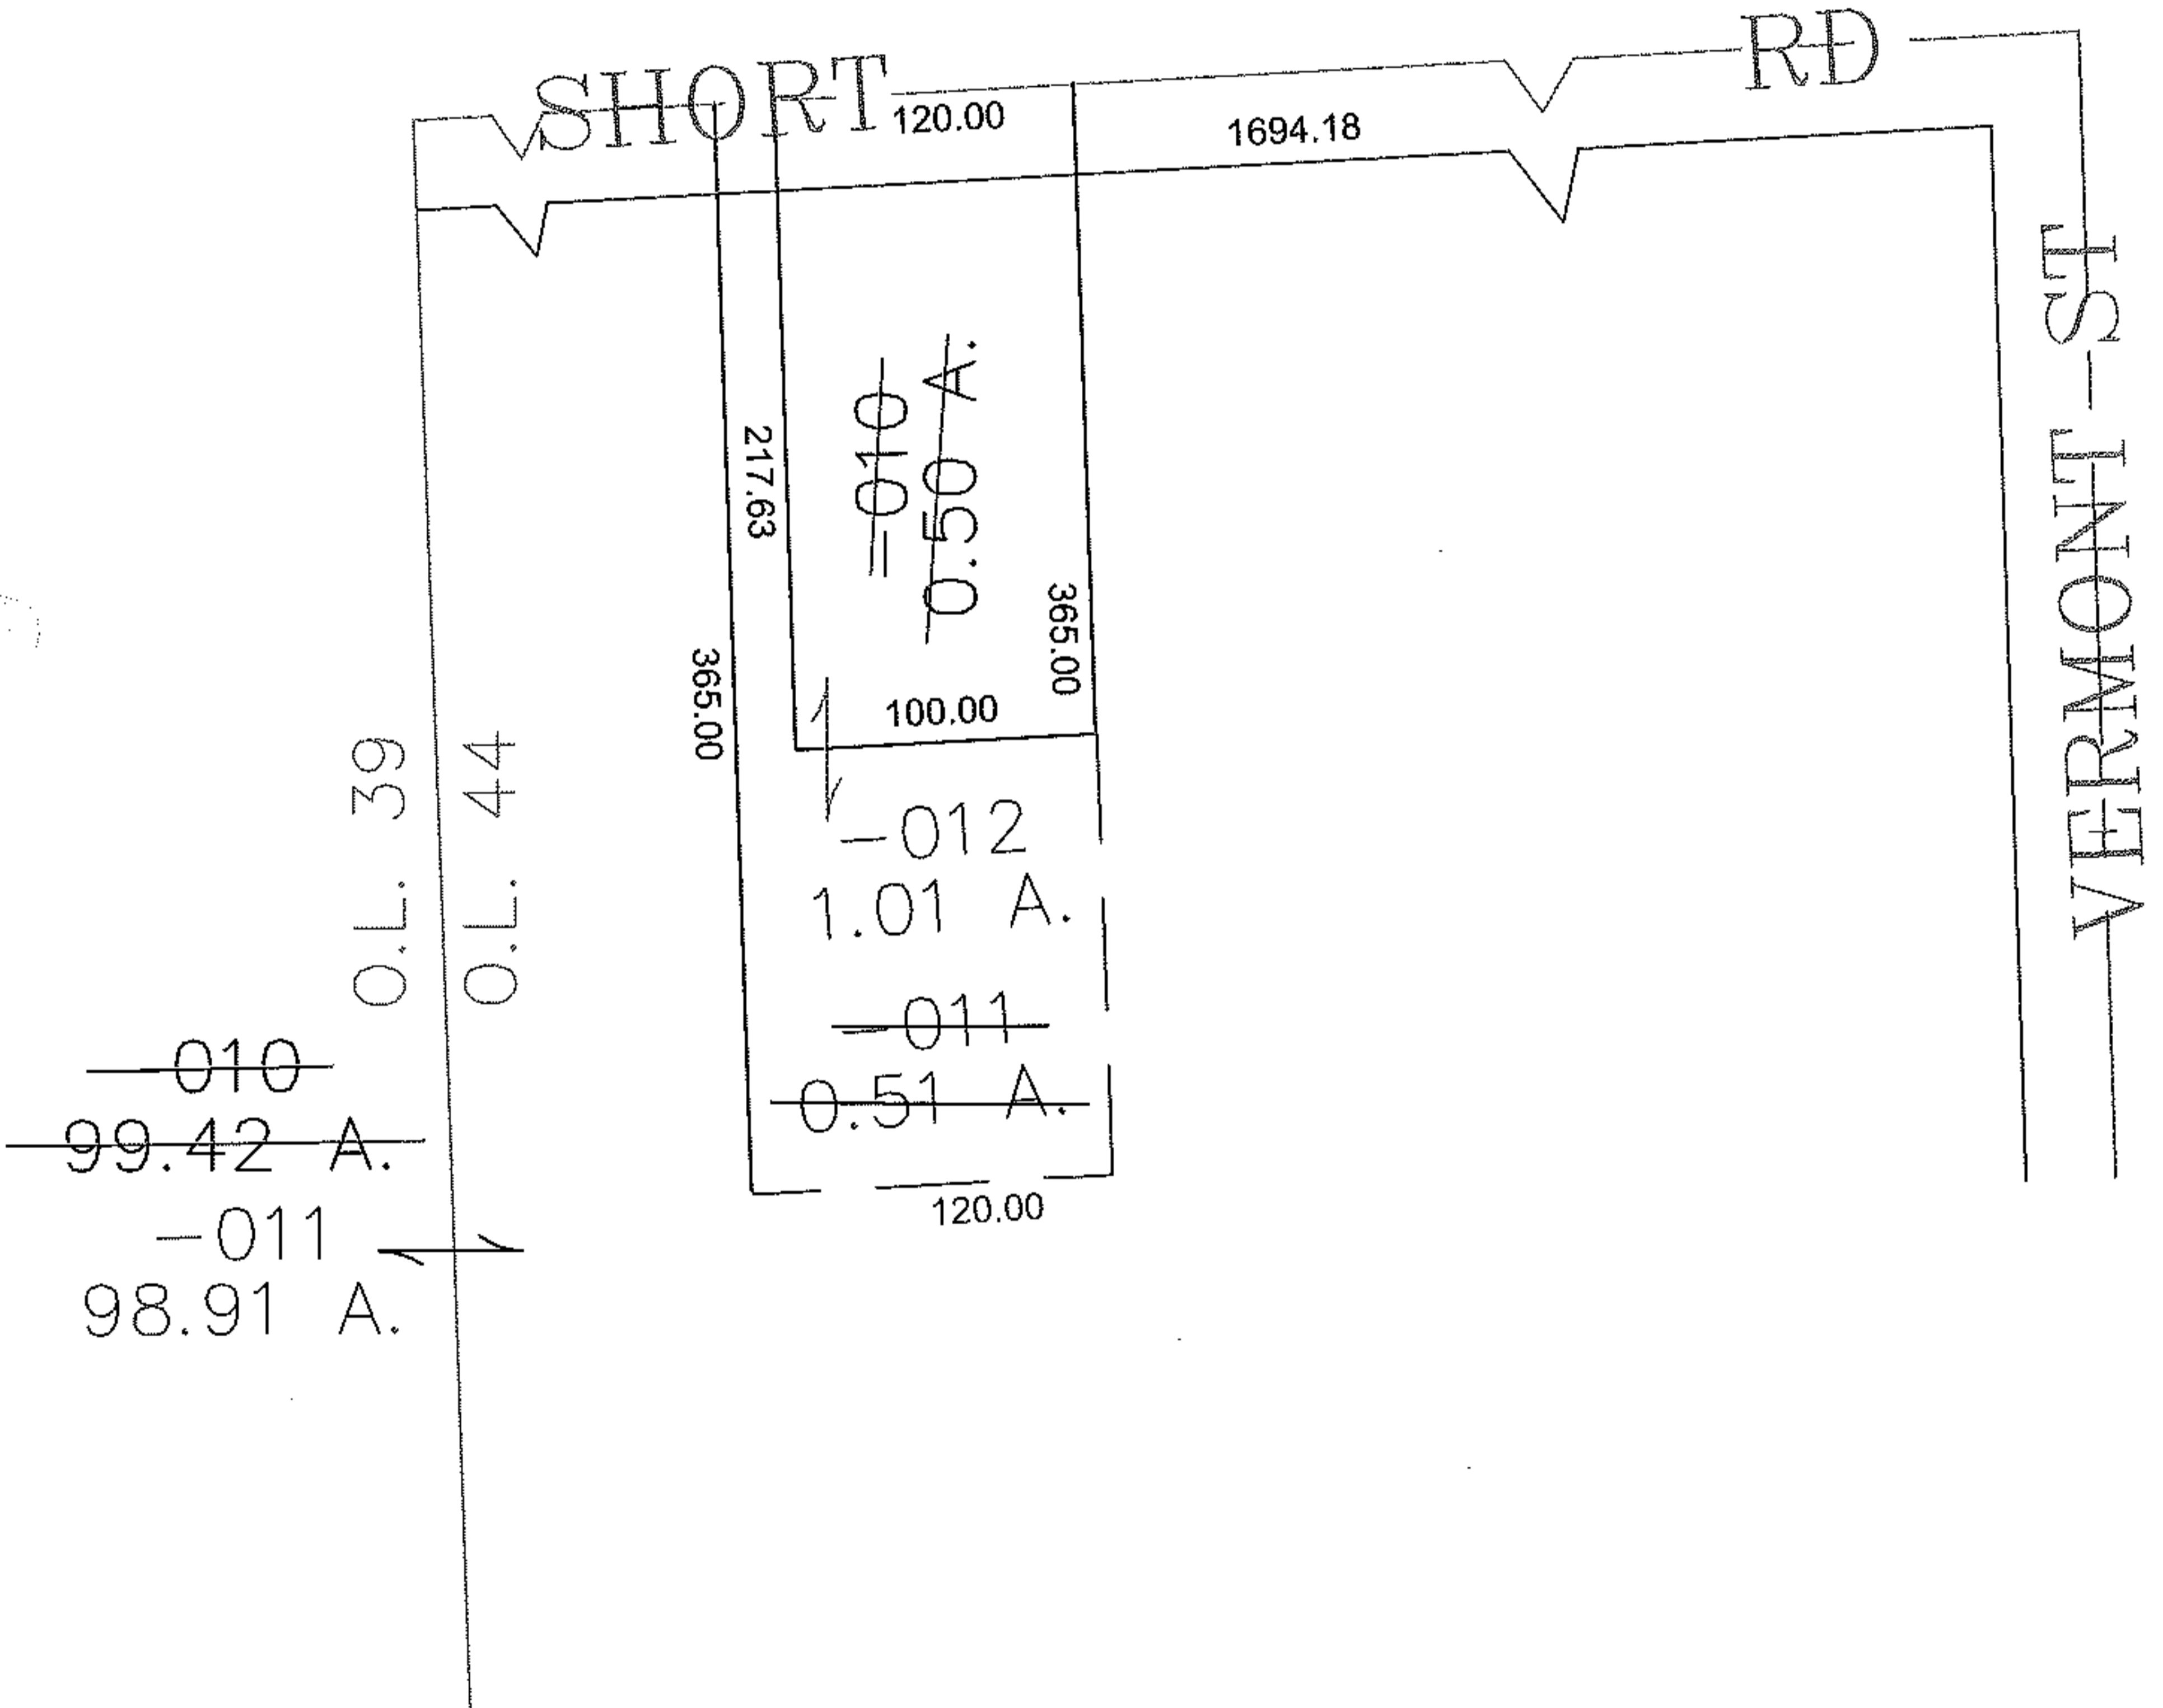 SHORT RD
120.00
1694.18
VERMONT ST
217.63
-010
0.50 A.
365.00
365.00
100.00
O.L. 39
O.L. 44
-012
1.01 A.
-011
0.51 A.
120.00
-010
99.42 A.
-011
98.91 A.